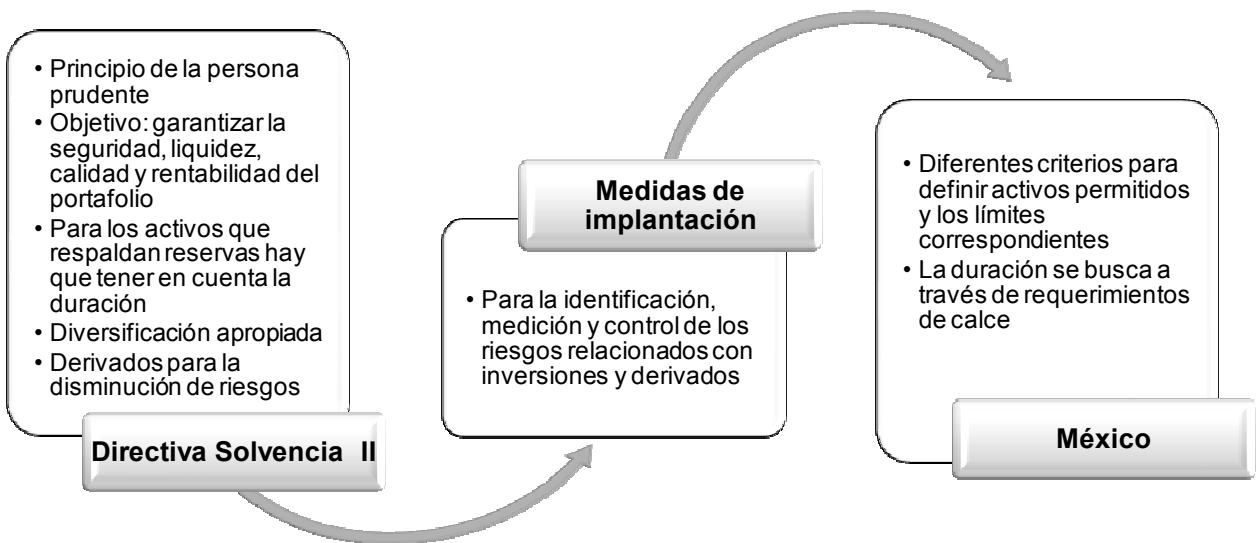 • Principio de la persona
prudente
• Objetivo: garantizar la
seguridad, liquidez,
calidad y rentabilidad del
portafolio
• Para los activos que
respaldan reservas hay
que tener en cuenta la
duración
• Diversificación apropiada
• Derivados para la
disminución de riesgos
Directiva Solvencia II
Medidas de
implantación
• Para la identificación,
medición y control de los
riesgos relacionados con
inversiones y derivados
• Diferentes criterios para
definir activos permitidos
y los límites
correspondientes
• La duración se busca a
través de requerimientos
de calce
México